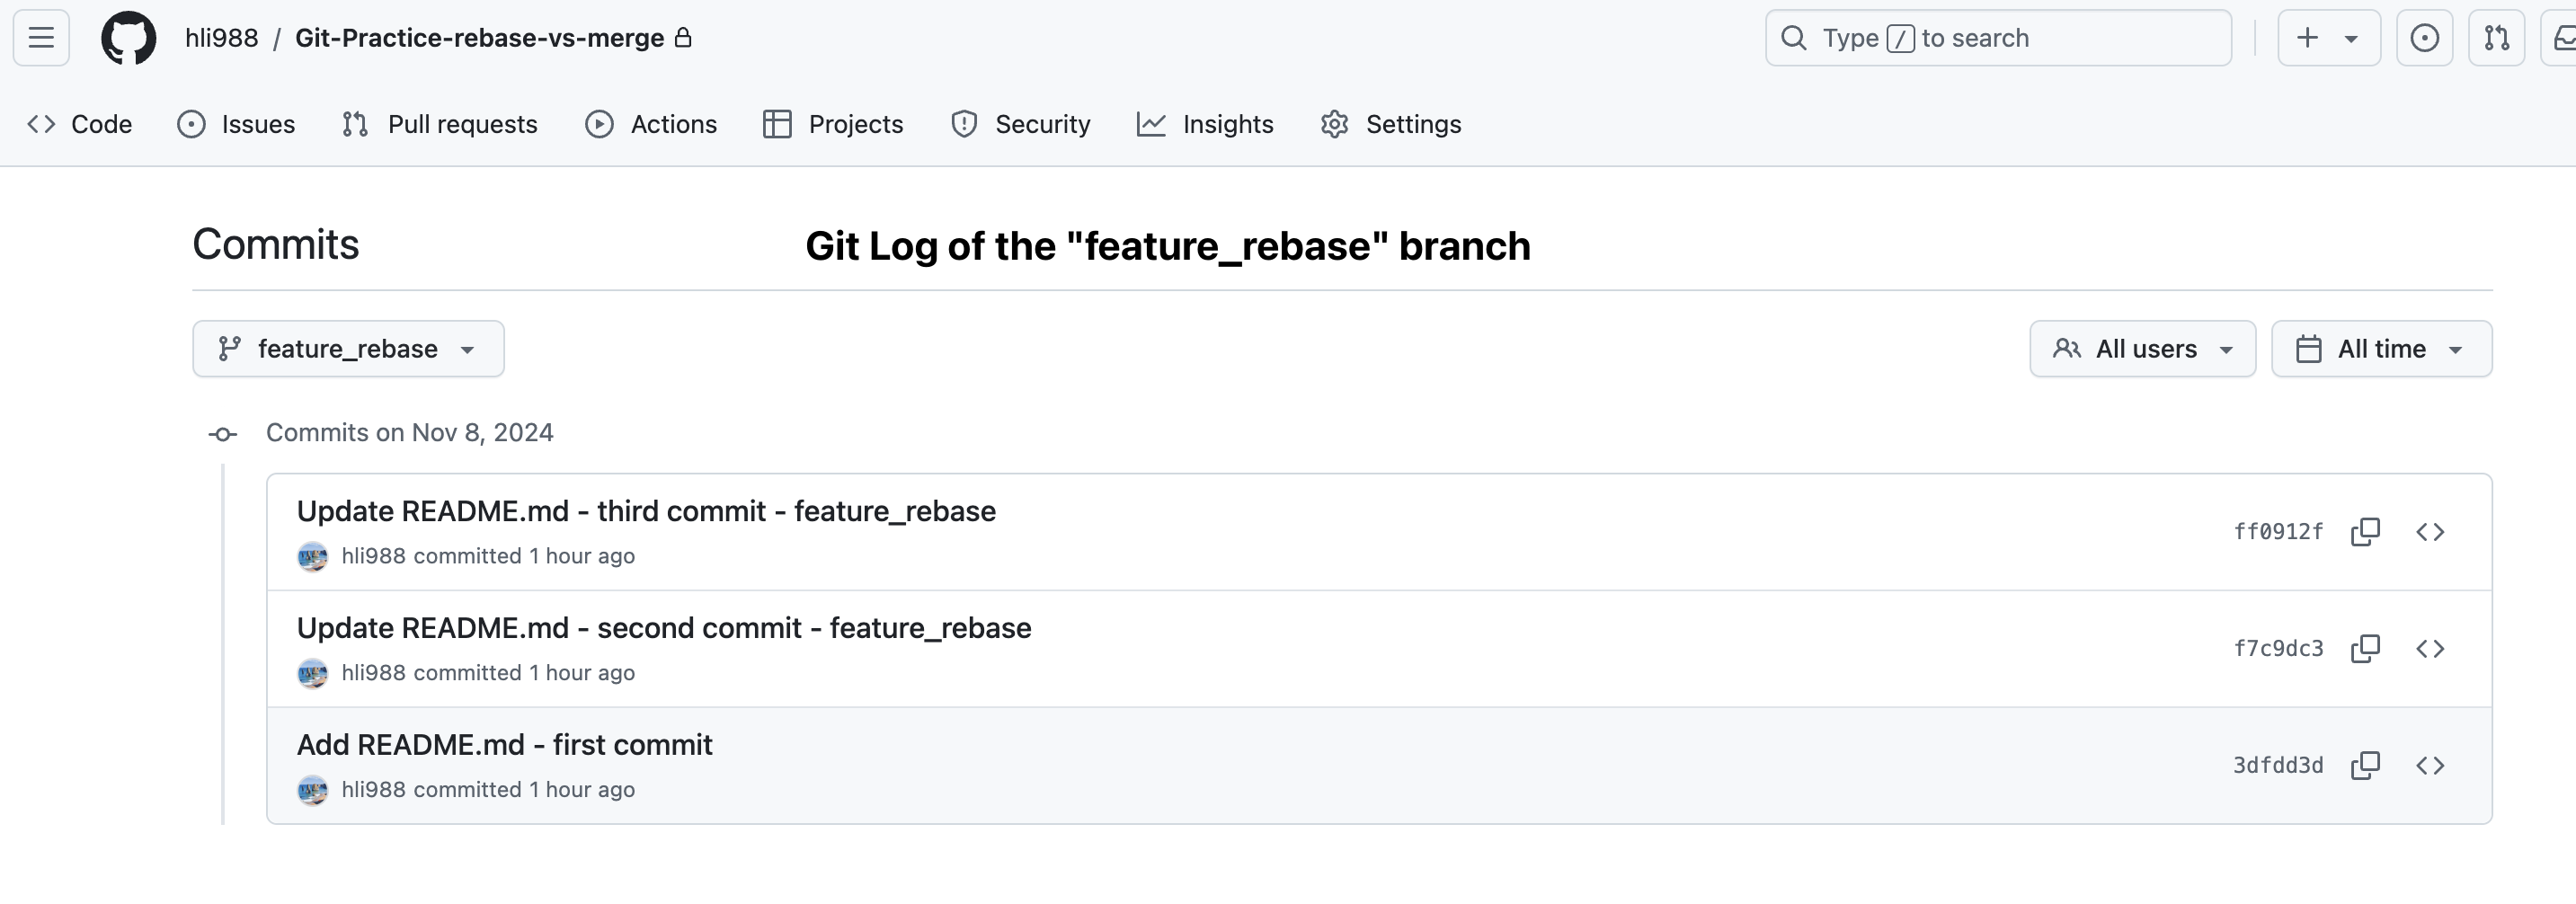 hli988 / Git-Practice-rebase-vs-merge
Type / to search
Code Issues Pull requests Actions Projects Security Insights Settings
Commits
Git Log of the "feature_rebase" branch
feature_rebase
All users
All time
Commits on Nov 8, 2024
Update README.md - third commit - feature_rebase
hli988 committed 1 hour ago
ff0912f
Update README.md - second commit - feature_rebase
hli988 committed 1 hour ago
f7c9dc3
Add README.md - first commit
hli988 committed 1 hour ago
3dfdd3d